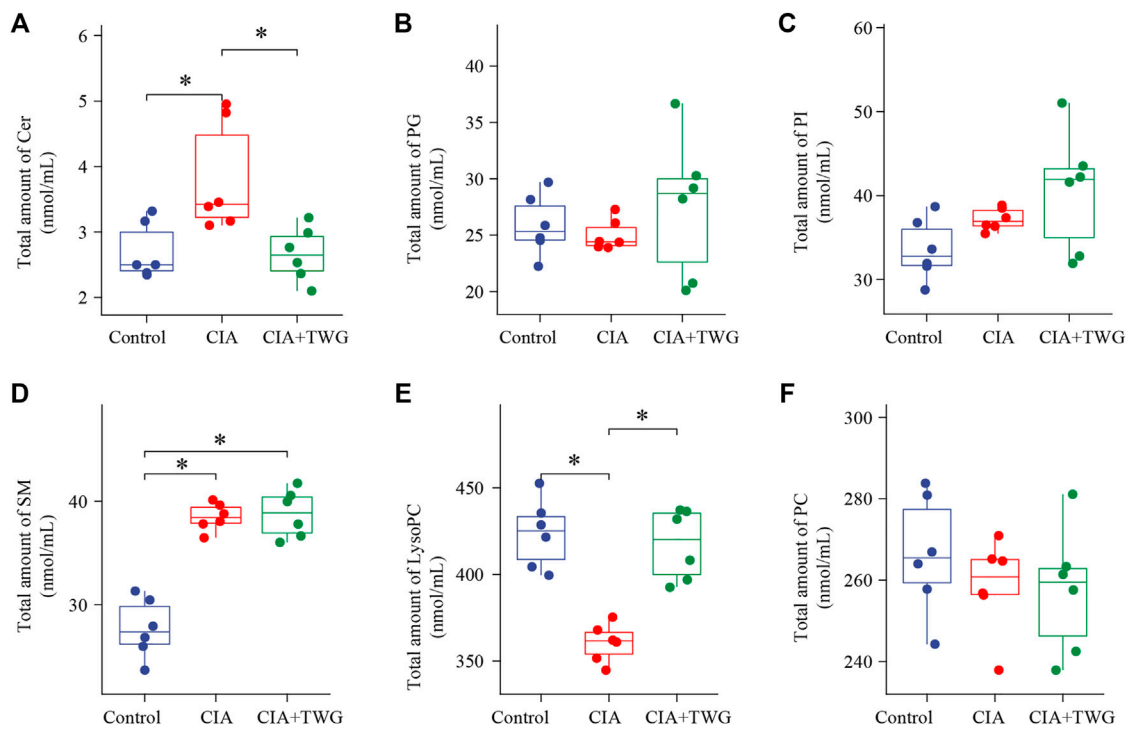 A
Total amount of Cer
(nmol/mL)
6
5
4
3
2
*
*
Control
CIA
CIA+TWG
B
Total amount of PG
(nmol/mL)
40
35
30
25
20
Control
CIA
CIA+TWG
C
Total amount of PI
(nmol/mL)
60
50
40
30
Control
CIA
CIA+TWG
D
Total amount of SM
(nmol/mL)
40
30
*
*
Control
CIA
CIA+TWG
E
Total amount of LysoPC
(nmol/mL)
450
400
350
*
*
Control
CIA
CIA+TWG
F
Total amount of PC
(nmol/mL)
300
280
260
240
Control
CIA
CIA+TWG